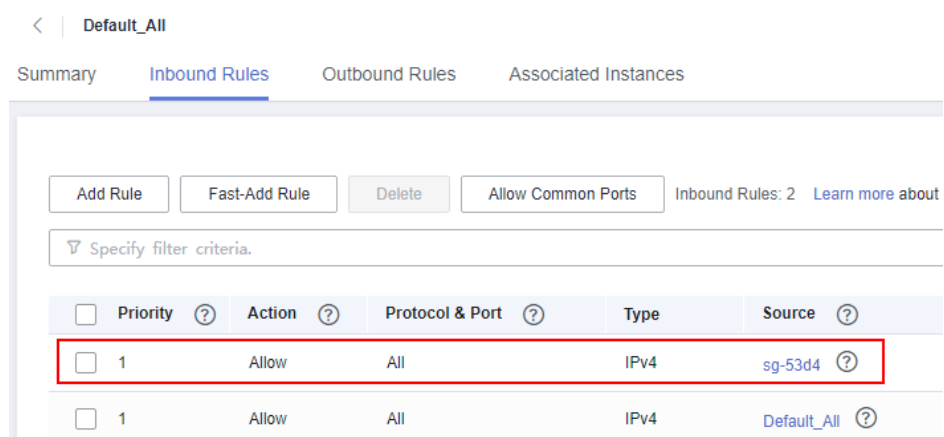 Default_All
Summary Inbound Rules Outbound Rules Associated Instances
Add Rule Fast-Add Rule Delete Allow Common Ports Inbound Rules: 2 Learn more about
Specify filter criteria.
Priority ? Action ? Protocol & Port ? Type Source ?
1 Allow All IPv4 sg-53d4 ?
1 Allow All IPv4 Default_All ?